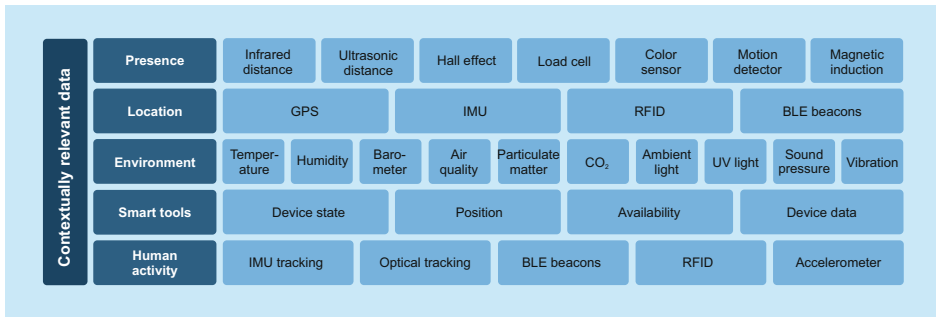 Contextually relevant data
Presence
Infrared
distance
Ultrasonic
distance
Hall effect
Load cell
Color
sensor
Motion
detector
Magnetic
induction
Location
GPS
IMU
RFID
BLE beacons
Environment
Temper-
ature
Humidity
Baro-
meter
Air
quality
Particulate
matter
CO₂
Ambient
light
UV light
Sound
pressure
Vibration
Smart tools
Device state
Position
Availability
Device data
Human
activity
IMU tracking
Optical tracking
BLE beacons
RFID
Accelerometer